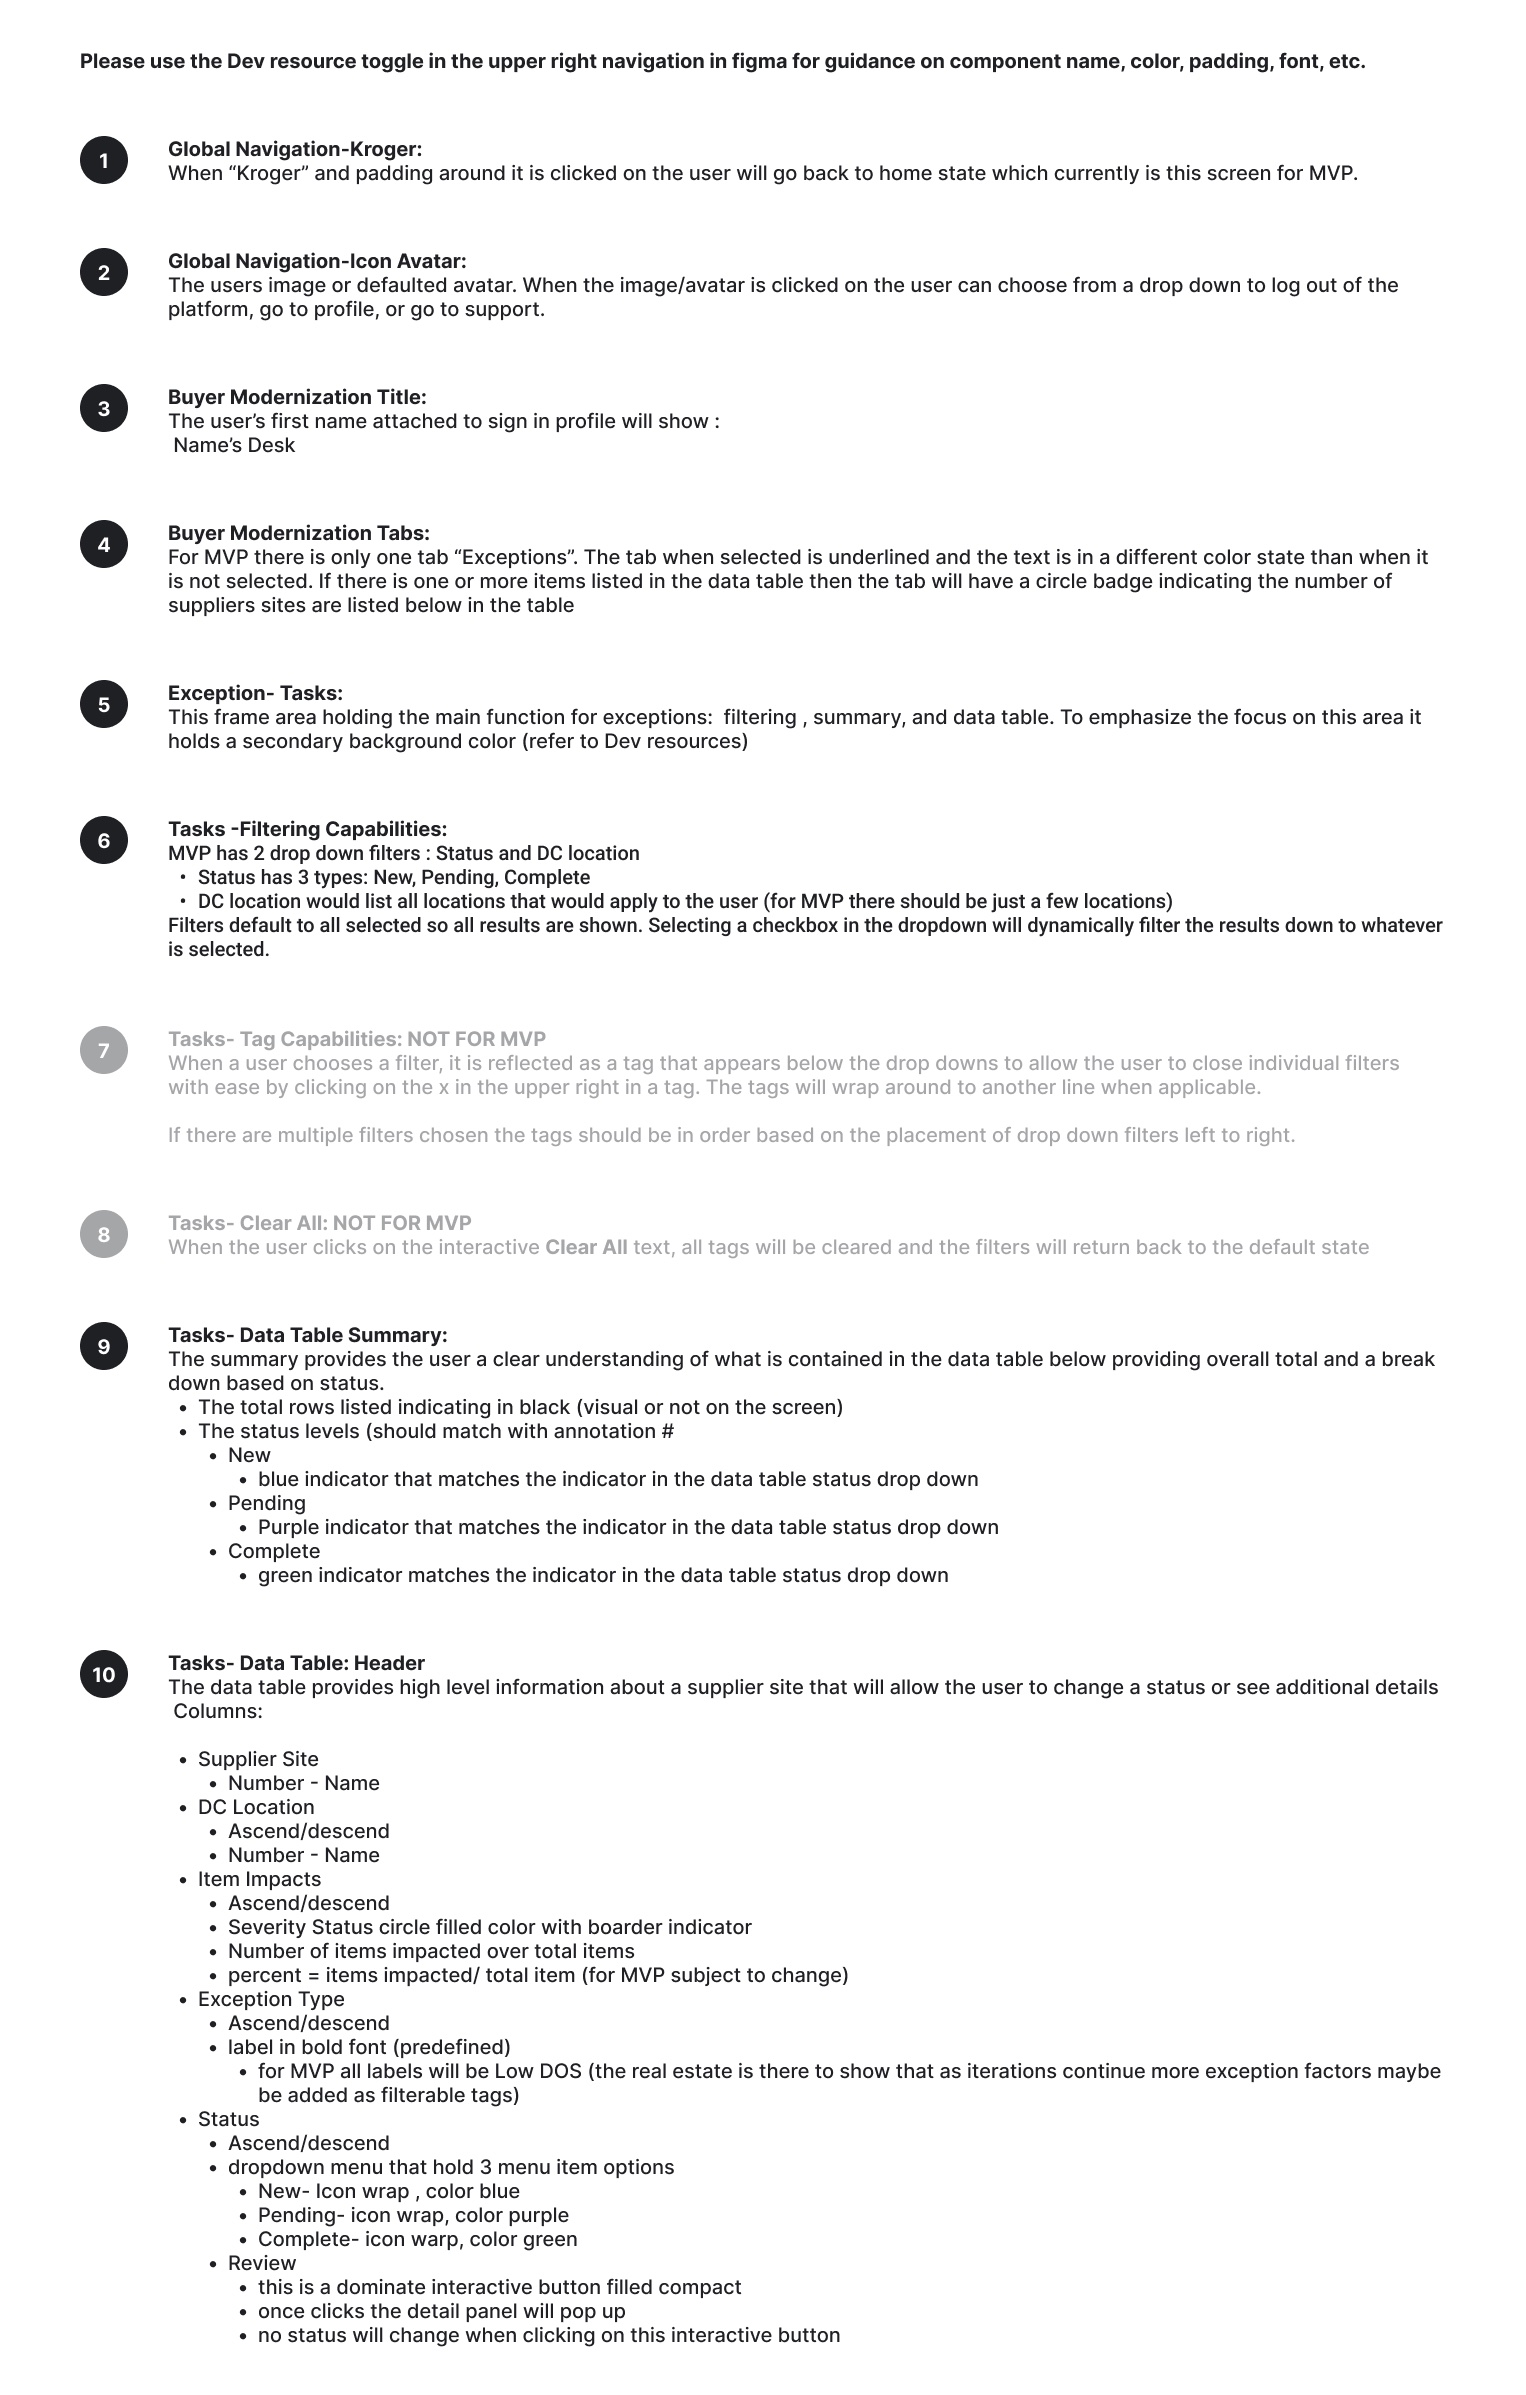 Please use the Dev resource toggle in the upper right navigation in figma for guidance on component name, color, padding, font, etc.
1
Global Navigation-Kroger:
When “Kroger” and padding around it is clicked on the user will go back to home state which currently is this screen for MVP.
2
Global Navigation-Icon Avatar:
The users image or defaulted avatar. When the image/avatar is clicked on the user can choose from a drop down to log out of the
platform, go to profile, or go to support.
3
Buyer Modernization Title:
The user’s first name attached to sign in profile will show :
Name’s Desk
4
Buyer Modernization Tabs:
For MVP there is only one tab “Exceptions”. The tab when selected is underlined and the text is in a different color state than when it
is not selected. If there is one or more items listed in the data table then the tab will have a circle badge indicating the number of
suppliers sites are listed below in the table
5
Exception- Tasks:
This frame area holding the main function for exceptions:  filtering , summary, and data table. To emphasize the focus on this area it
holds a secondary background color (refer to Dev resources)
6
Tasks -Filtering Capabilities:
MVP has 2 drop down filters : Status and DC location
• Status has 3 types: New, Pending, Complete
• DC location would list all locations that would apply to the user (for MVP there should be just a few locations)
Filters default to all selected so all results are shown. Selecting a checkbox in the dropdown will dynamically filter the results down to whatever
is selected.
7
Tasks- Tag Capabilities: NOT FOR MVP
When a user chooses a filter, it is reflected as a tag that appears below the drop downs to allow the user to close individual filters
with ease by clicking on the x in the upper right in a tag. The tags will wrap around to another line when applicable.
If there are multiple filters chosen the tags should be in order based on the placement of drop down filters left to right.
8
Tasks- Clear All: NOT FOR MVP
When the user clicks on the interactive Clear All text, all tags will be cleared and the filters will return back to the default state
9
Tasks- Data Table Summary:
The summary provides the user a clear understanding of what is contained in the data table below providing overall total and a break
down based on status.
• The total rows listed indicating in black (visual or not on the screen)
• The status levels (should match with annotation #
• New
• blue indicator that matches the indicator in the data table status drop down
• Pending
• Purple indicator that matches the indicator in the data table status drop down
• Complete
• green indicator matches the indicator in the data table status drop down
10
Tasks- Data Table: Header
The data table provides high level information about a supplier site that will allow the user to change a status or see additional details
Columns:
• Supplier Site
• Number - Name
• DC Location
• Ascend/descend
• Number - Name
• Item Impacts
• Ascend/descend
• Severity Status circle filled color with boarder indicator
• Number of items impacted over total items
• percent = items impacted/ total item (for MVP subject to change)
• Exception Type
• Ascend/descend
• label in bold font (predefined)
• for MVP all labels will be Low DOS (the real estate is there to show that as iterations continue more exception factors maybe
be added as filterable tags)
• Status
• Ascend/descend
• dropdown menu that hold 3 menu item options
• New- Icon wrap , color blue
• Pending- icon wrap, color purple
• Complete- icon warp, color green
• Review
• this is a dominate interactive button filled compact
• once clicks the detail panel will pop up
• no status will change when clicking on this interactive button